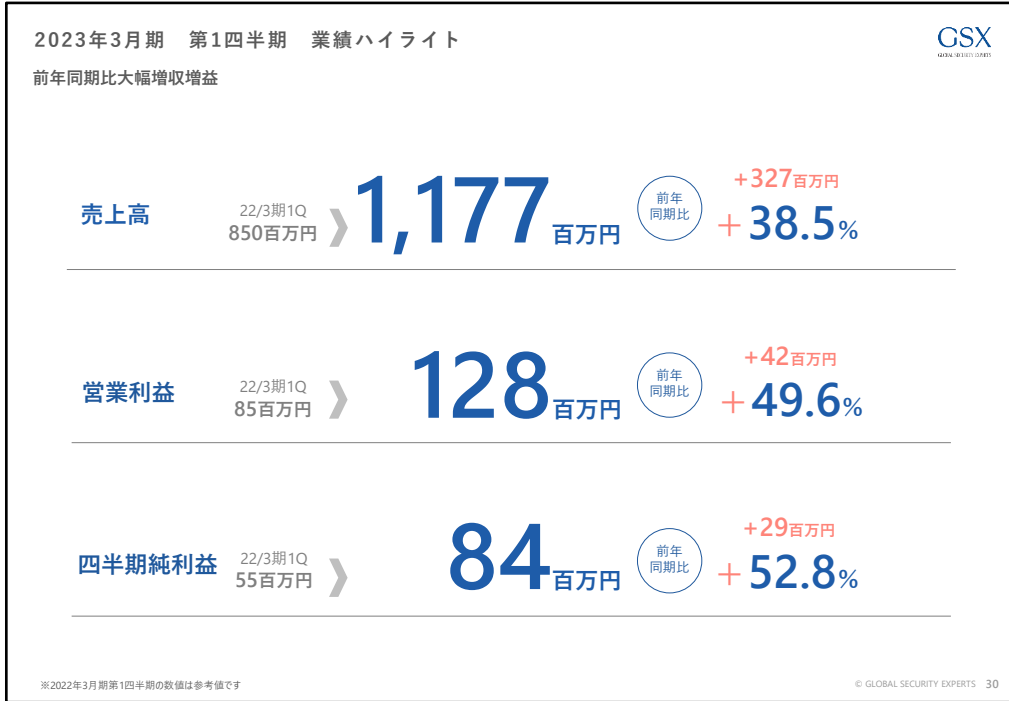 2023年3月期　第1四半期　業績ハイライト
GSX
GLOBAL SECURITY EXPERTS
前年同期比大幅増収増益
売上高
22/3期1Q
850百万円
1,177百万円
前年
同期比
+327百万円
+38.5%
営業利益
22/3期1Q
85百万円
128百万円
前年
同期比
+42百万円
+49.6%
四半期純利益
22/3期1Q
55百万円
84百万円
前年
同期比
+29百万円
+52.8%
※2022年3月期第1四半期の数値は参考値です
© GLOBAL SECURITY EXPERTS 30